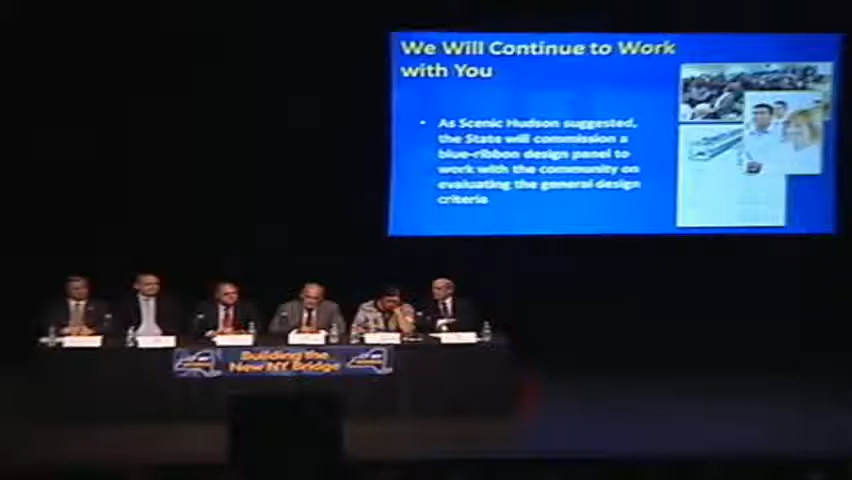 We Will Continue to Work
with You
• As Scenic Hudson suggested,
the State will commission a
blue-ribbon design panel to
work with the community on
evaluating the general design
criteria
Building the
New NY Bridge